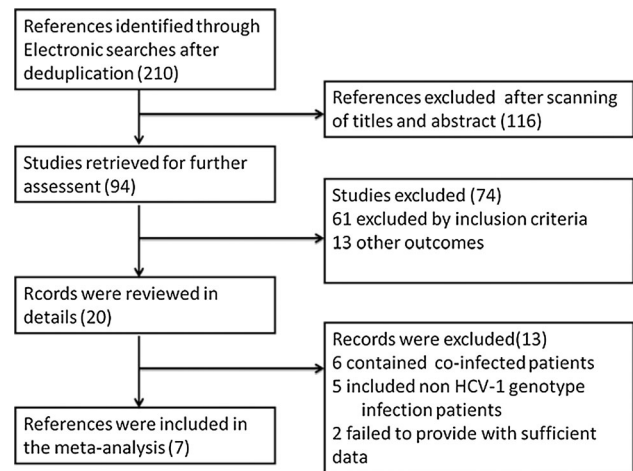 References identified through
Electronic searches after
deduplication (210)
References excluded after scanning
of titles and abstract (116)
Studies retrieved for further
assessent (94)
Studies excluded (74)
61 excluded by inclusion criteria
13 other outcomes
Rcords were reviewed in
details (20)
Records were excluded(13)
6 contained co-infected patients
5 included non HCV-1 genotype
infection patients
2 failed to provide with sufficient
data
References were included in
the meta-analysis (7)